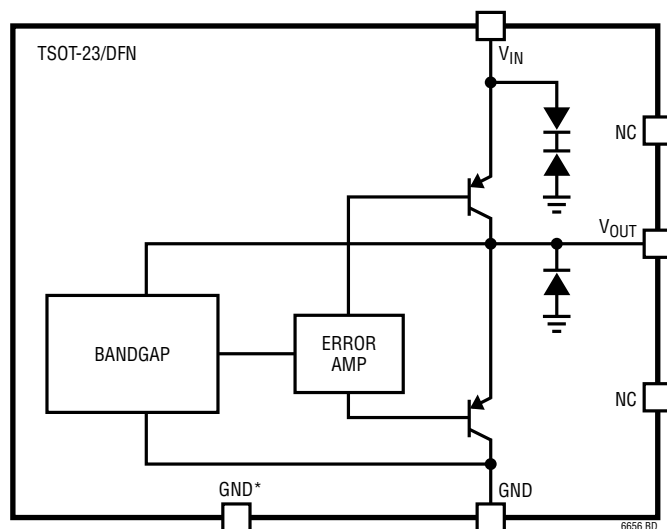 TSOT-23/DFN
VIN
NC
VOUT
BANDGAP
ERROR
AMP
NC
GND*
GND
6656 BD